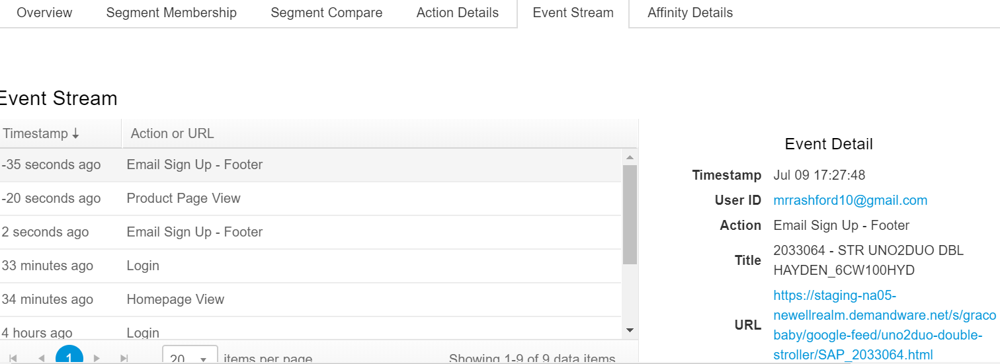 Overview Segment Membership Segment Compare Action Details Event Stream Affinity Details
Event Stream
Timestamp Action or URL
-35 seconds ago Email Sign Up - Footer
-20 seconds ago Product Page View
2 seconds ago Email Sign Up - Footer
33 minutes ago Login
34 minutes ago Homepage View
4 hours ago Login
1 20 items per page Showing 1-9 of 9 data items
Event Detail
Timestamp Jul 09 17:27:48
User ID mrrashford10@gmail.com
Action Email Sign Up - Footer
Title 2033064 - STR UNO2DUO DBL
HAYDEN_6CW100HYD
URL https://staging-na05-
newellrealm.demandware.net/s/graco
baby/google-feed/uno2duo-double-
stroller/SAP_2033064.html